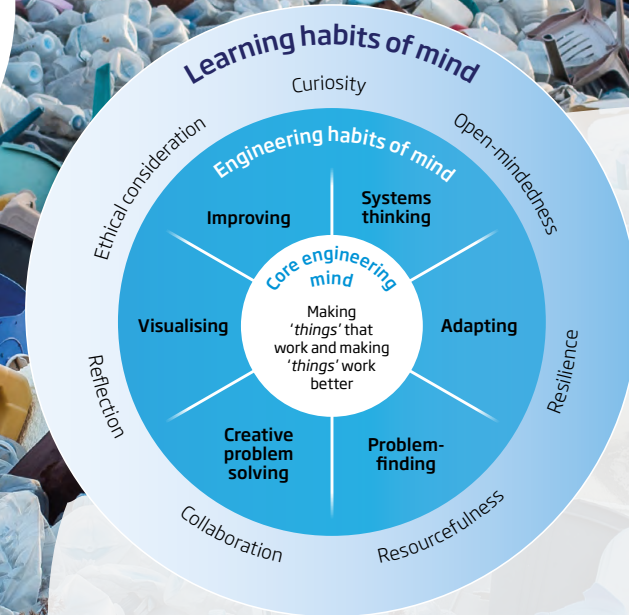 Learning habits of mind
Curiosity
Open-mindedness
Resilience
Resourcefulness
Collaboration
Reflection
Ethical consideration
Engineering habits of mind
Systems
thinking
Adapting
Problem-
finding
Creative
problem
solving
Visualising
Improving
Core engineering
mind
Making
‘things’ that
work and making
‘things’ work
better